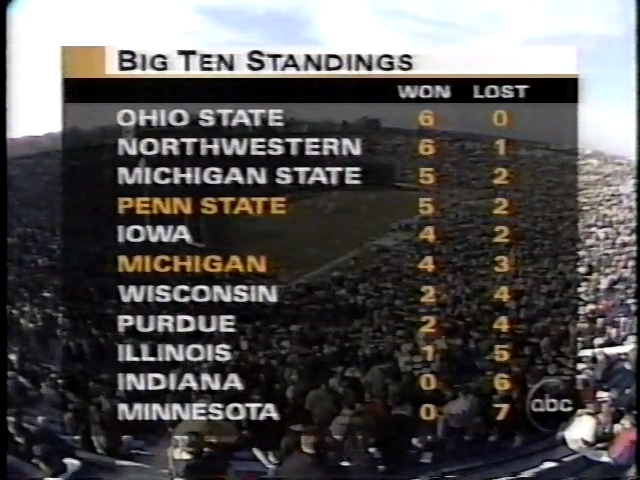 BIG TEN STANDINGS
WON LOST
OHIO STATE 6 0
NORTHWESTERN 6 1
MICHIGAN STATE 5 2
PENN STATE 5 2
IOWA 4 2
MICHIGAN 4 3
WISCONSIN 2 4
PURDUE 2 4
ILLINOIS 1 5
INDIANA 0 6
MINNESOTA 0 7
abc